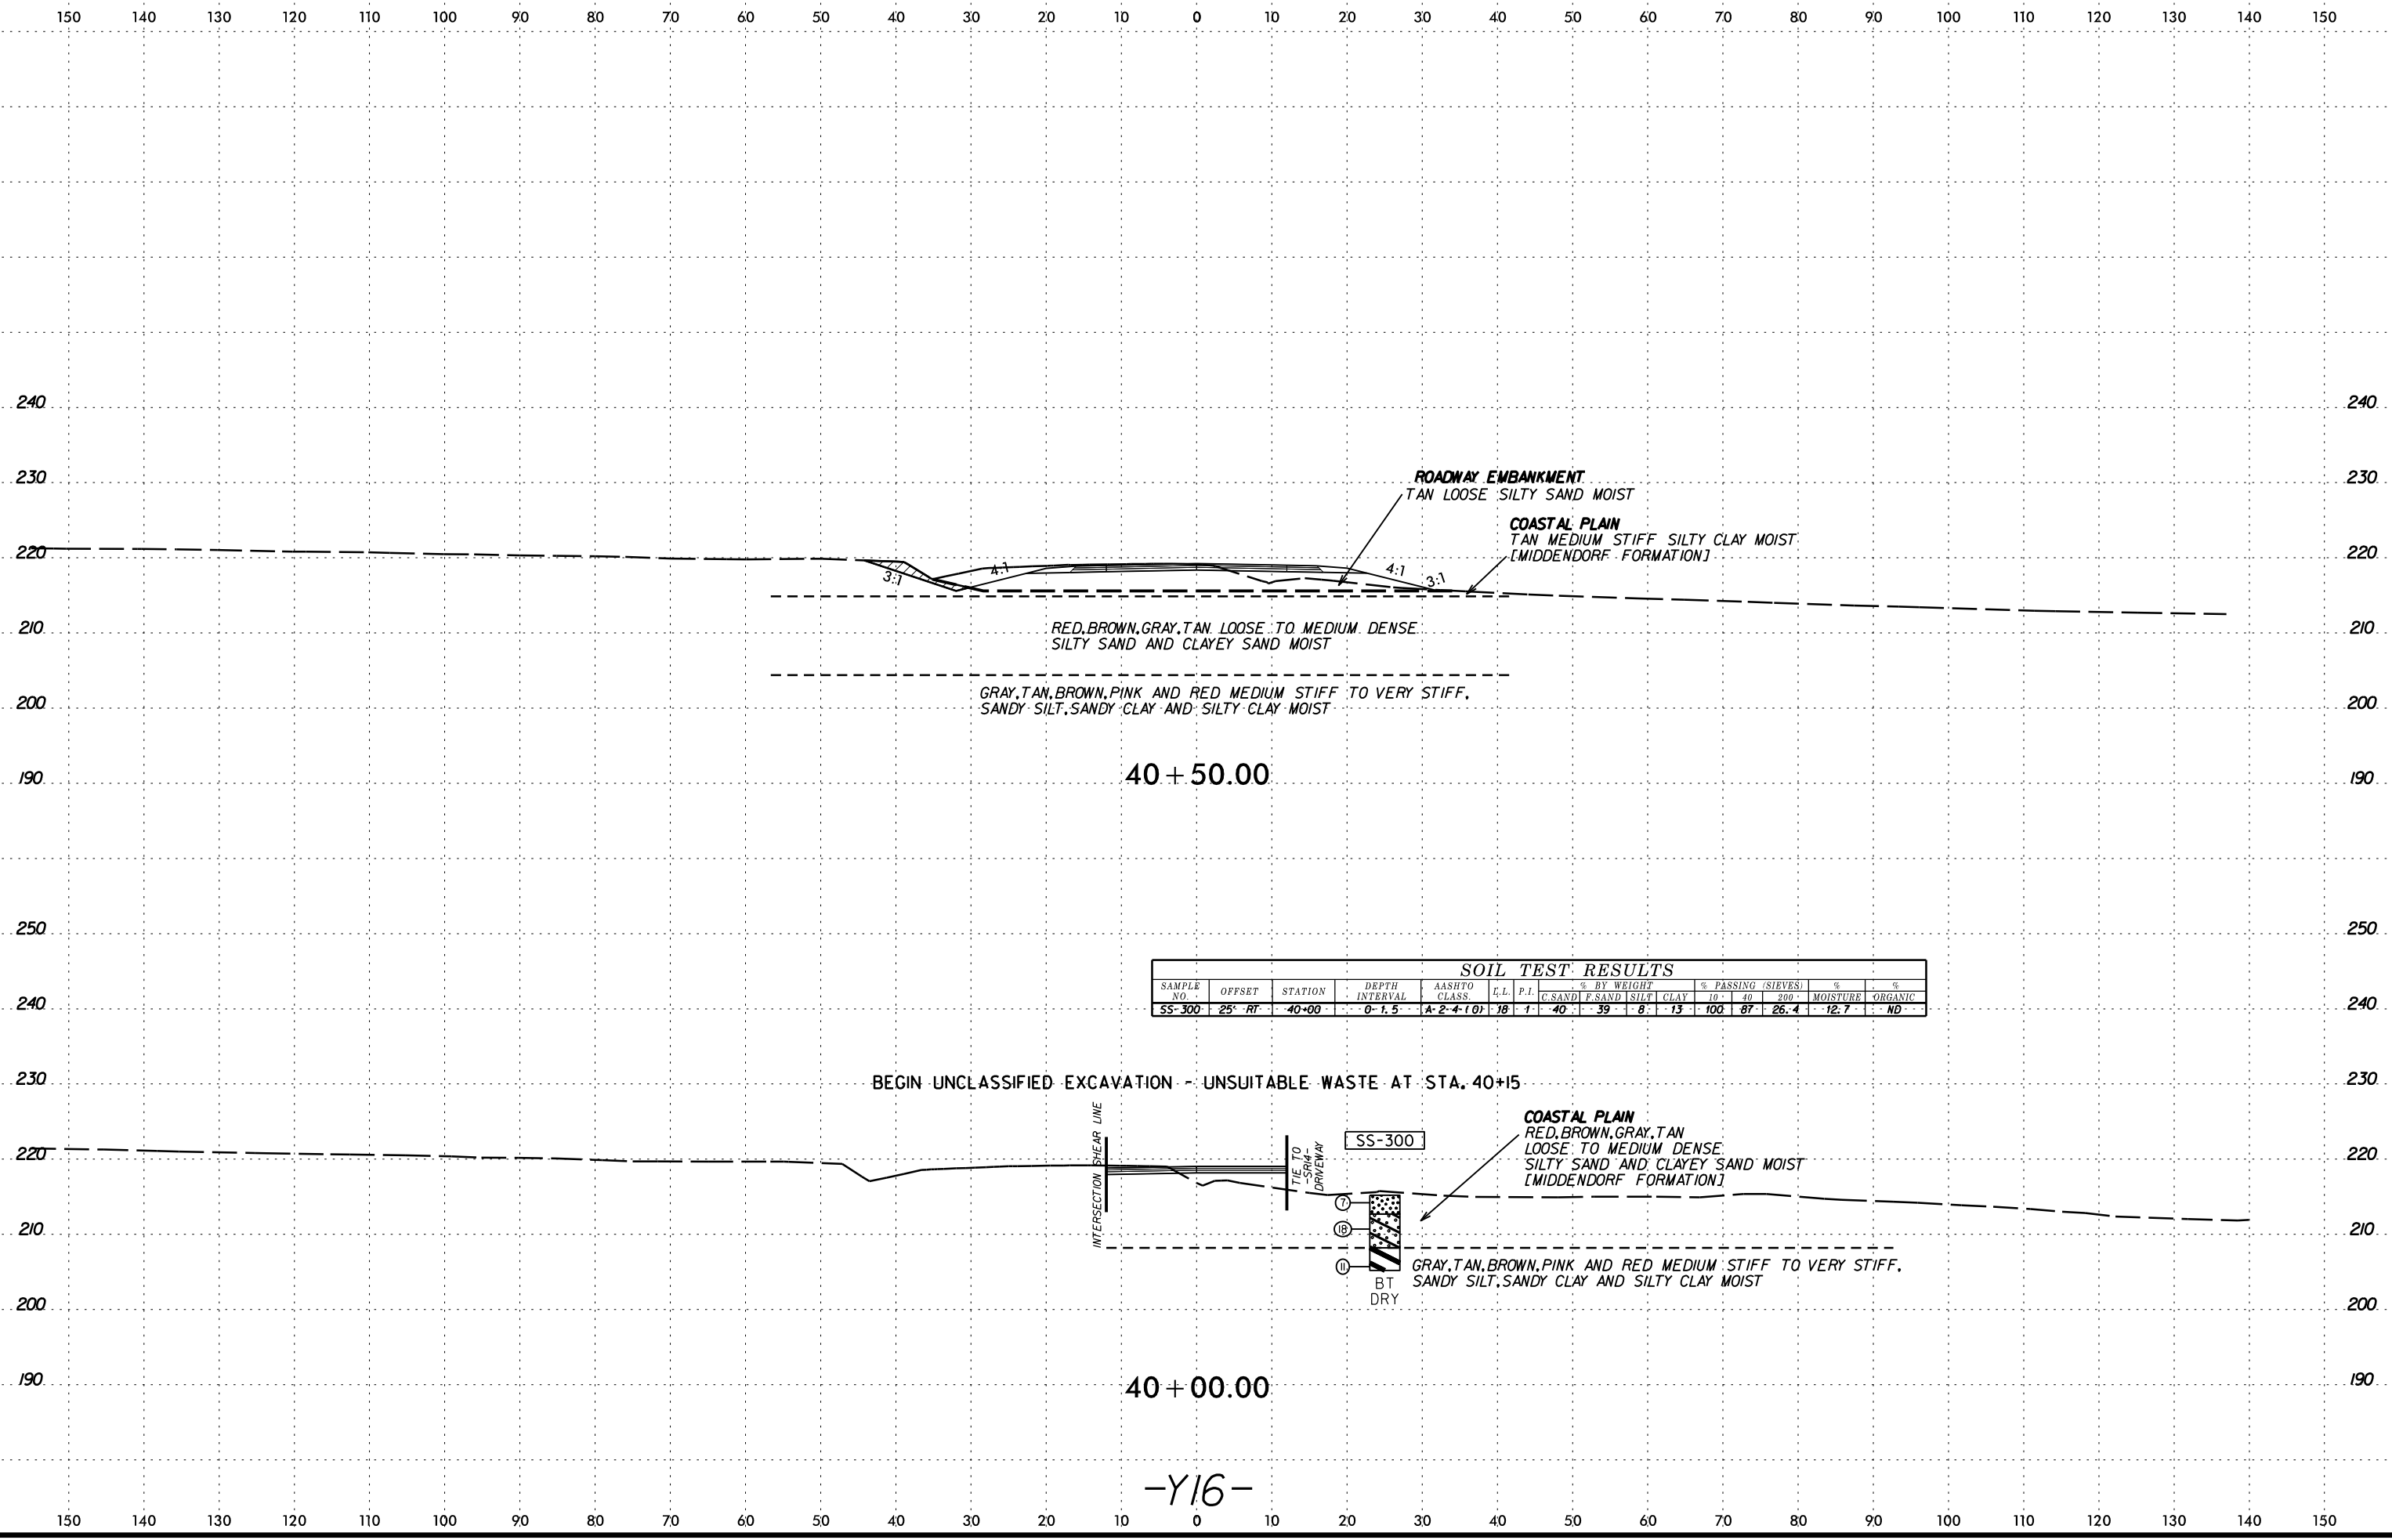 150 140 130 120 110 100 90 80 70 60 50 40 30 20 10 0 10 20 30 40 50 60 70 80 90 100 110 120 130 140 150
240 240
230 230
ROADWAY EMBANKMENT
TAN LOOSE SILTY SAND MOIST
COASTAL PLAIN
TAN MEDIUM STIFF SILTY CLAY MOIST
[MIDDENDORF FORMATION]
220 220
3:1 4:1 4:1 3:1
210 210
RED,BROWN,GRAY,TAN LOOSE TO MEDIUM DENSE
SILTY SAND AND CLAYEY SAND MOIST
GRAY,TAN,BROWN,PINK AND RED MEDIUM STIFF TO VERY STIFF,
SANDY SILT,SANDY CLAY AND SILTY CLAY MOIST
200 200
190 190
40+50.00
250 250
SOIL TEST RESULTS
SAMPLE NO. OFFSET STATION DEPTH INTERVAL AASHTO CLASS. L.L. P.I. % BY WEIGHT C.SAND F.SAND SILT CLAY % PASSING (SIEVES) 10 40 200 % MOISTURE % ORGANIC
SS-300 25' RT 40+00 0-1.5 A-2-4-(0) 18 1 40 39 8 13 100 87 26.4 12.7 ND
240 240
230 230
BEGIN UNCLASSIFIED EXCAVATION - UNSUITABLE WASTE AT STA. 40+15
INTERSECTION SHEAR LINE
TIE TO
-SR14-
DRIVEWAY
SS-300
COASTAL PLAIN
RED,BROWN,GRAY,TAN
LOOSE TO MEDIUM DENSE
SILTY SAND AND CLAYEY SAND MOIST
[MIDDENDORF FORMATION]
220 220
7
18
11
210 210
GRAY,TAN,BROWN,PINK AND RED MEDIUM STIFF TO VERY STIFF,
SANDY SILT,SANDY CLAY AND SILTY CLAY MOIST
BT
DRY
200 200
190 190
40+00.00
-Y16-
150 140 130 120 110 100 90 80 70 60 50 40 30 20 10 0 10 20 30 40 50 60 70 80 90 100 110 120 130 140 150